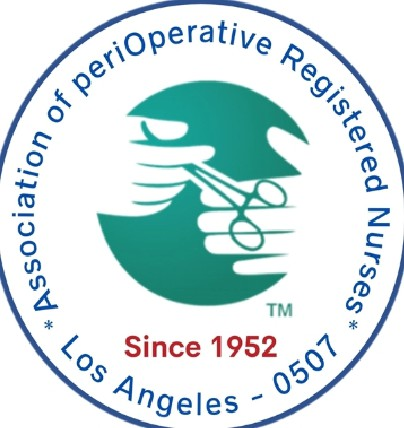 * Association of periOperative Registered Nurses *
TM
Since 1952
Los Angeles - 0507